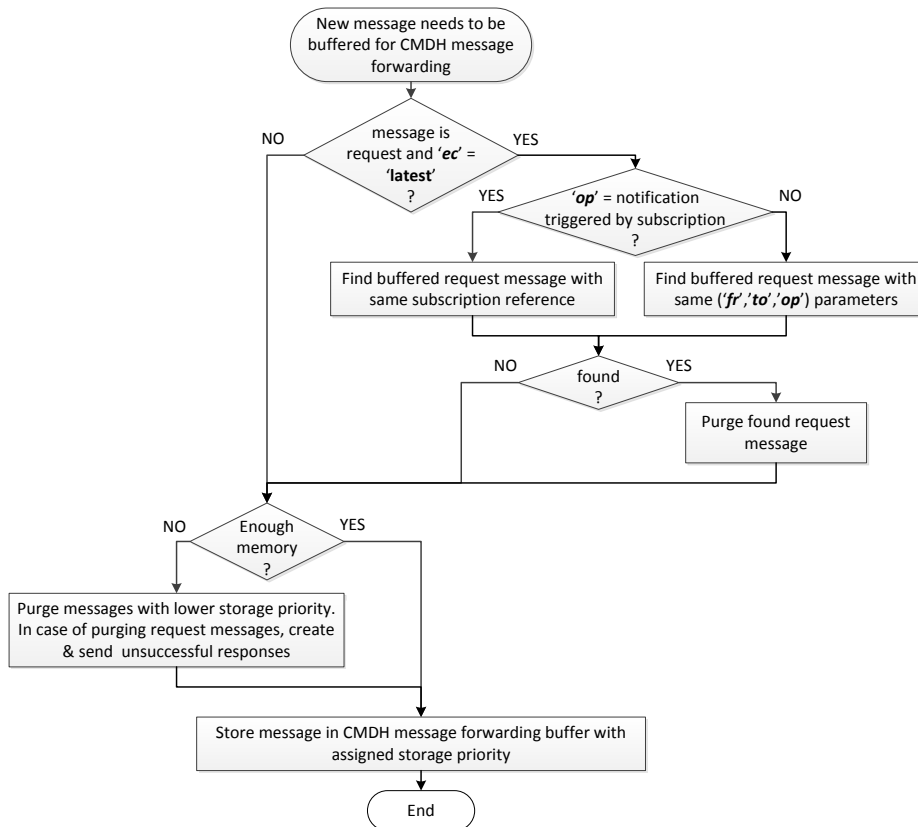 New message needs to be
buffered for CMDH message
forwarding
NO
message is
request and ‘ec’ =
‘latest’
?
YES
YES
‘op’ = notification
triggered by subscription
?
NO
Find buffered request message with
same subscription reference
Find buffered request message with
same (‘fr’,’to’,’op’) parameters
NO
found
?
YES
Purge found request
message
NO
Enough
memory
?
YES
Purge messages with lower storage priority.
In case of purging request messages, create
& send  unsuccessful responses
Store message in CMDH message forwarding buffer with
assigned storage priority
End